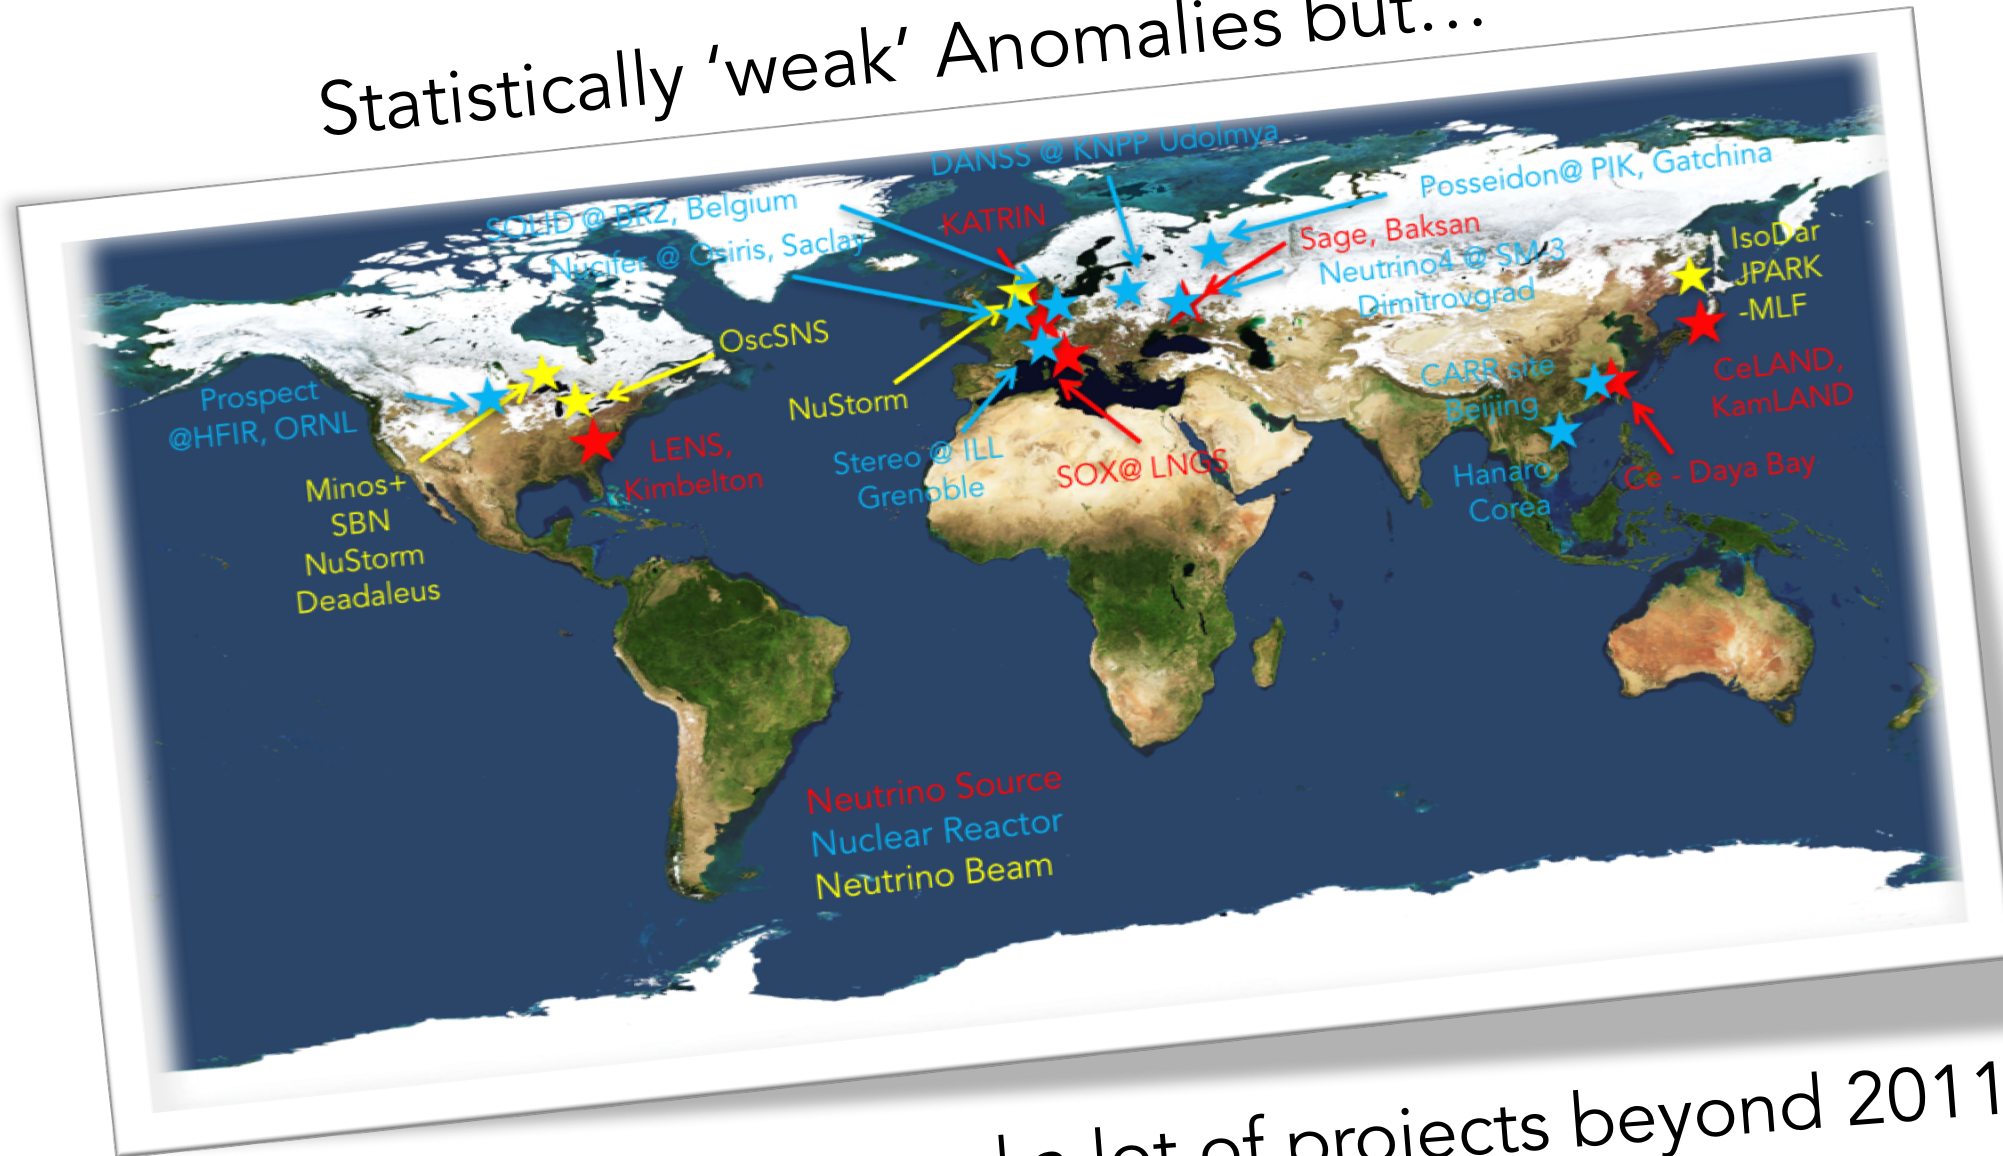 Statistically ‘weak’ Anomalies but…
DANSS @ KNPP Udolmya
Posseidon@ PIK, Gatchina
SOLID @ BR2, Belgium
KATRIN
Sage, Baksan
Nucifer @ Osiris, Saclay
Neutrino4 @ SM-3
Dimitrovgrad
IsoDar
JPARK
-MLF
OscSNS
NuStorm
Prospect
@HFIR, ORNL
CARR site
Beijing
CeLAND,
KamLAND
LENS,
Kimbelton
Stereo @ ILL
Grenoble
SOX@ LNGS
Hanaro,
Corea
Ce - Daya Bay
Minos+
SBN
NuStorm
Deadaleus
Neutrino Source
Nuclear Reactor
Neutrino Beam
a lot of projects beyond 2011